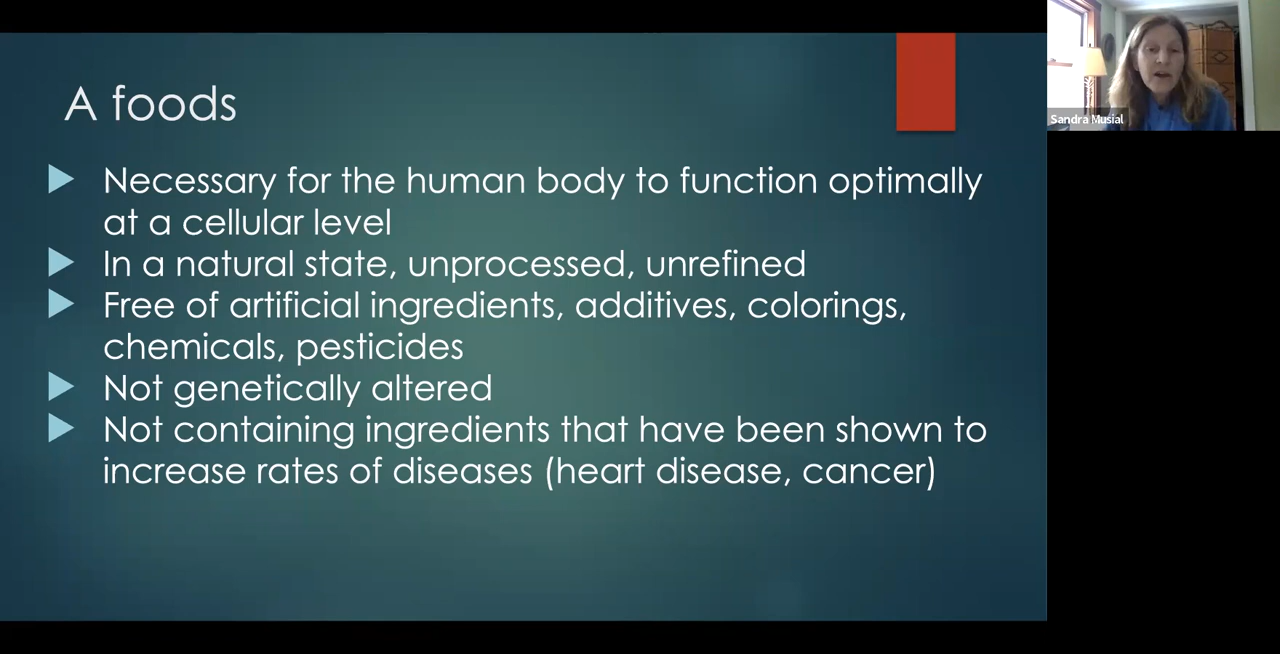 A foods
Necessary for the human body to function optimally
at a cellular level
In a natural state, unprocessed, unrefined
Free of artificial ingredients, additives, colorings,
chemicals, pesticides
Not genetically altered
Not containing ingredients that have been shown to
increase rates of diseases (heart disease, cancer)
Sandra Musial